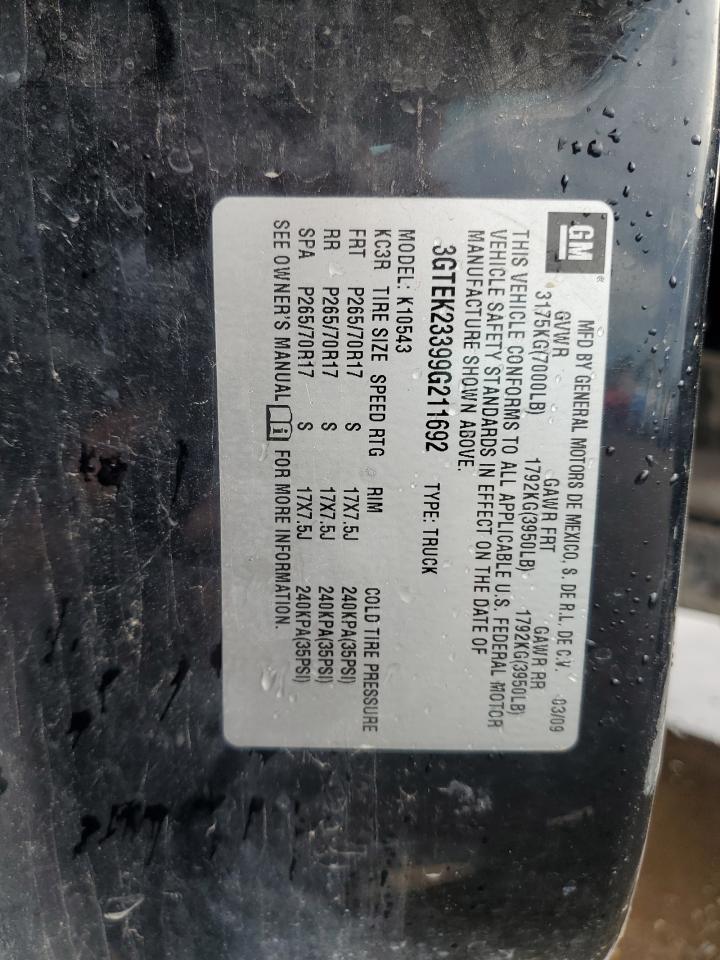 GM
MFD BY GENERAL MOTORS DE MEXICO, S. DE R.L. DE C.V. 03/09
GVWR GAWR FRT GAWR RR
3175KG(7000LB) 1792KG(3950LB) 1792KG(3950LB)
THIS VEHICLE CONFORMS TO ALL APPLICABLE U.S. FEDERAL MOTOR
VEHICLE SAFETY STANDARDS IN EFFECT ON THE DATE OF
MANUFACTURE SHOWN ABOVE.
3GTEK23399G211692 TYPE: TRUCK
MODEL: K10543
KC3R TIRE SIZE SPEED RTG RIM COLD TIRE PRESSURE
FRT P265/70R17 S 17X7.5J 240KPA(35PSI)
RR P265/70R17 S 17X7.5J 240KPA(35PSI)
SPA P265/70R17 S 17X7.5J 240KPA(35PSI)
SEE OWNER'S MANUAL i FOR MORE INFORMATION.